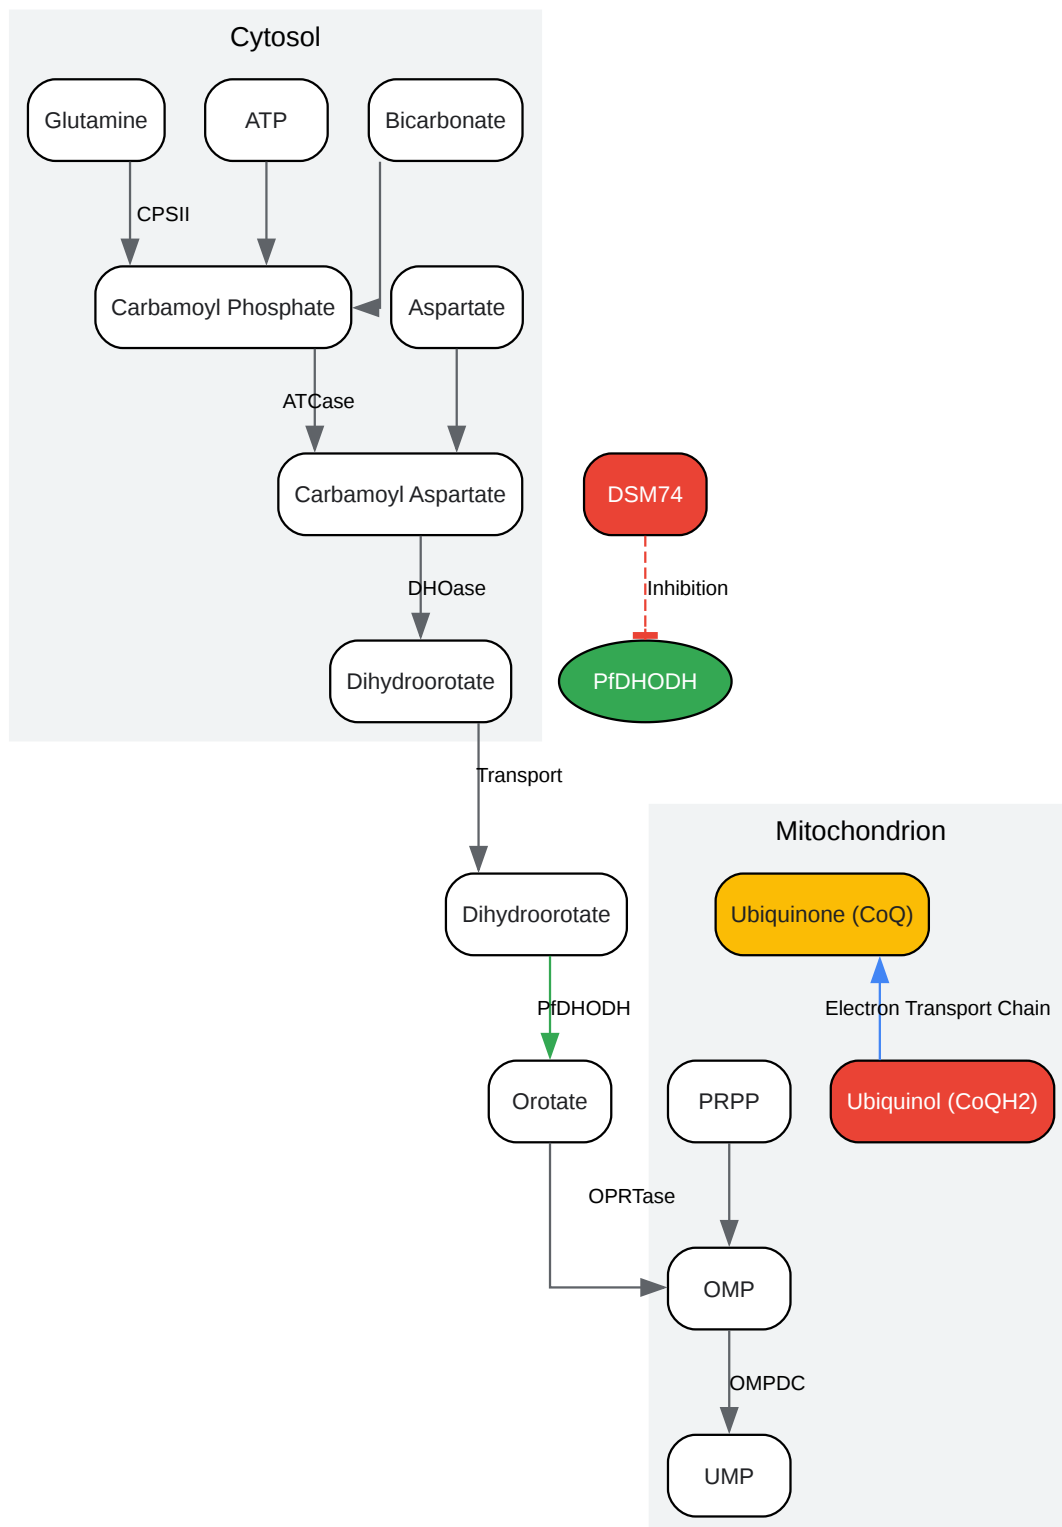 Cytosol
Glutamine
ATP
Bicarbonate
CPSII
Carbamoyl Phosphate
Aspartate
ATCase
Carbamoyl Aspartate
DSM74
DHOase
Inhibition
Dihydroorotate
PfDHODH
Transport
Mitochondrion
Dihydroorotate
Ubiquinone (CoQ)
PfDHODH
Electron Transport Chain
Orotate
PRPP
Ubiquinol (CoQH2)
OPRTase
OMP
OMPDC
UMP